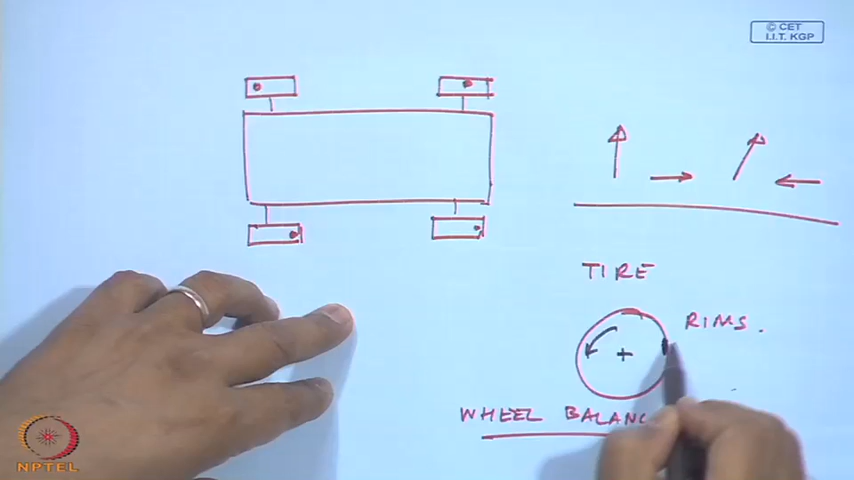 © CET
I.I.T. KGP
TIRE
RIMS.
WHEEL BALANC
NPTEL